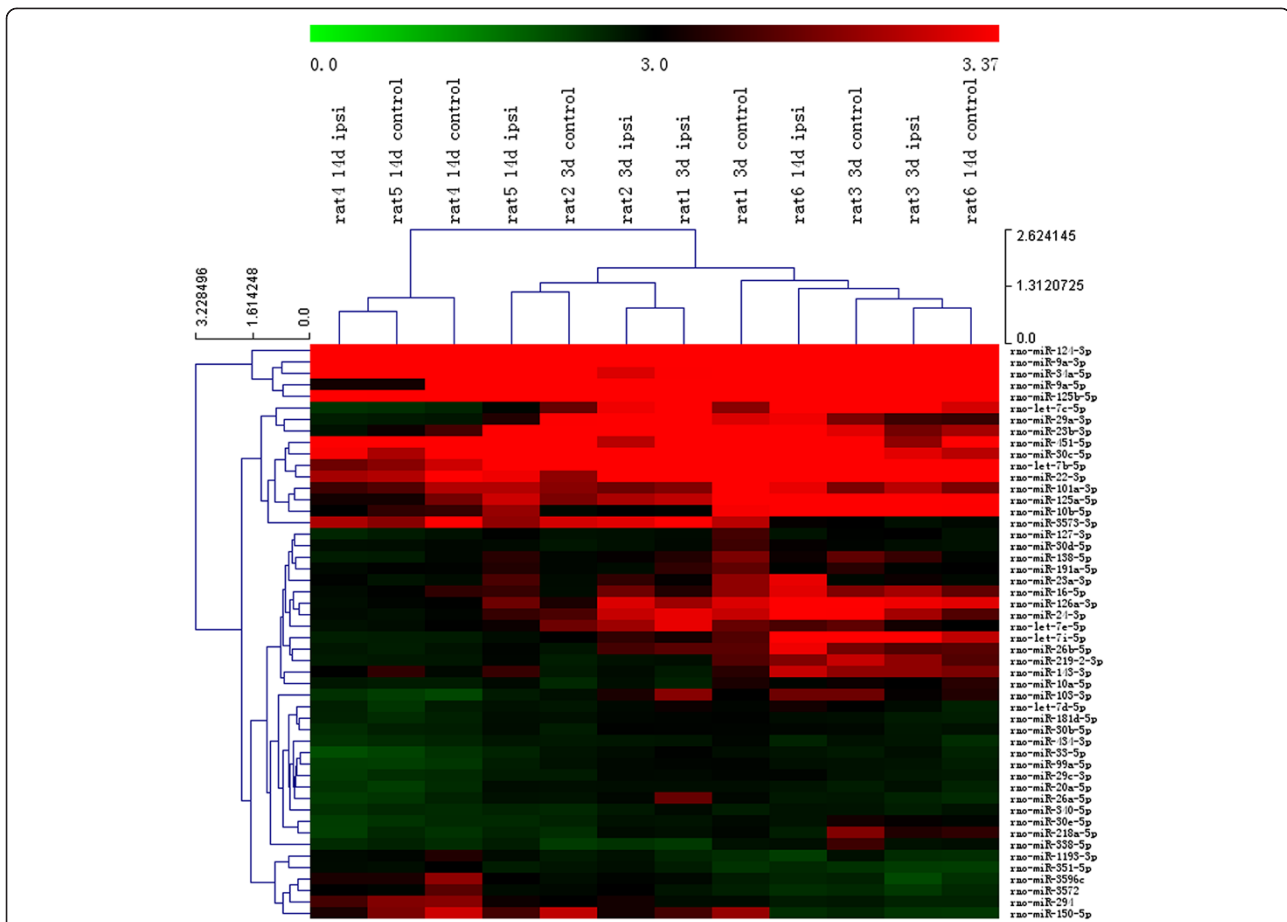 0.0 3.0 3.37
rat4 14d ipsi
rat5 14d control
rat4 14d control
rat5 14d ipsi
rat2 3d control
rat2 3d ipsi
rat1 3d ipsi
rat1 3d control
rat6 14d ipsi
rat3 3d control
rat3 3d ipsi
rat6 14d control
2.624145
1.3120725
0.0
3.228496
1.614248
0.0
rno-miR-124-3p
rno-miR-9a-3p
rno-miR-34a-5p
rno-miR-9a-5p
rno-miR-125b-5p
rno-let-7c-5p
rno-miR-29a-3p
rno-miR-23b-3p
rno-miR-451-5p
rno-miR-30c-5p
rno-let-7b-5p
rno-miR-22-3p
rno-miR-101a-3p
rno-miR-125a-5p
rno-miR-10b-5p
rno-miR-3573-3p
rno-miR-127-3p
rno-miR-30d-5p
rno-miR-138-5p
rno-miR-191a-5p
rno-miR-23a-3p
rno-miR-16-5p
rno-miR-126a-3p
rno-miR-24-3p
rno-let-7e-5p
rno-let-7i-5p
rno-miR-26b-5p
rno-miR-219-2-3p
rno-miR-143-3p
rno-miR-10a-5p
rno-miR-103-3p
rno-let-7d-5p
rno-miR-181d-5p
rno-miR-30b-5p
rno-miR-434-3p
rno-miR-33-5p
rno-miR-99a-5p
rno-miR-29c-3p
rno-miR-20a-5p
rno-miR-26a-5p
rno-miR-340-5p
rno-miR-30e-5p
rno-miR-218a-5p
rno-miR-338-5p
rno-miR-1193-3p
rno-miR-351-5p
rno-miR-3596c
rno-miR-3572
rno-miR-294
rno-miR-150-5p